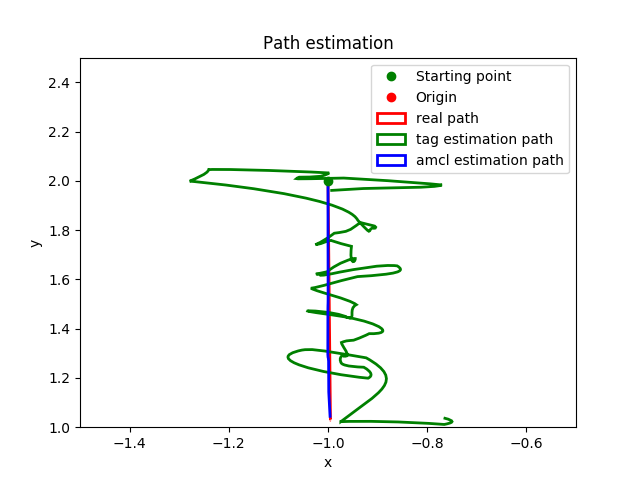 Path estimation
Starting point
Origin
real path
tag estimation path
amcl estimation path
y
2.4
2.2
2.0
1.8
1.6
1.4
1.2
1.0
−1.4
−1.2
−1.0
−0.8
−0.6
x